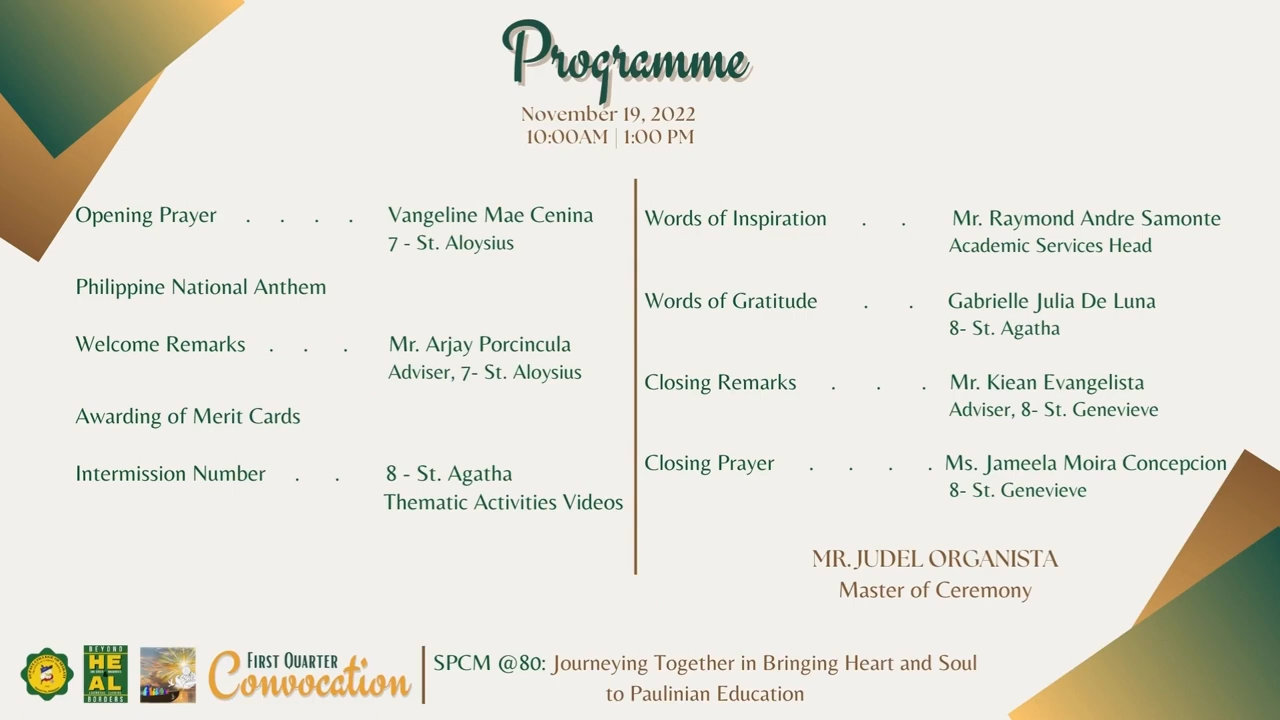 Programme
November 19, 2022
10:00AM | 1:00 PM
Opening Prayer . . . . Vangeline Mae Cenina
7 - St. Aloysius
Philippine National Anthem
Welcome Remarks . . . Mr. Arjay Porcincula
Adviser, 7- St. Aloysius
Awarding of Merit Cards
Intermission Number . . 8 - St. Agatha
Thematic Activities Videos
Words of Inspiration . . Mr. Raymond Andre Samonte
Academic Services Head
Words of Gratitude . . Gabrielle Julia De Luna
8- St. Agatha
Closing Remarks . . . Mr. Kiean Evangelista
Adviser, 8- St. Genevieve
Closing Prayer . . . . Ms. Jameela Moira Concepcion
8- St. Genevieve
MR. JUDEL ORGANISTA
Master of Ceremony
BEYOND
HE
AL
BORDERS
First Quarter
Convocation
SPCM @80: Journeying Together in Bringing Heart and Soul
to Paulinian Education